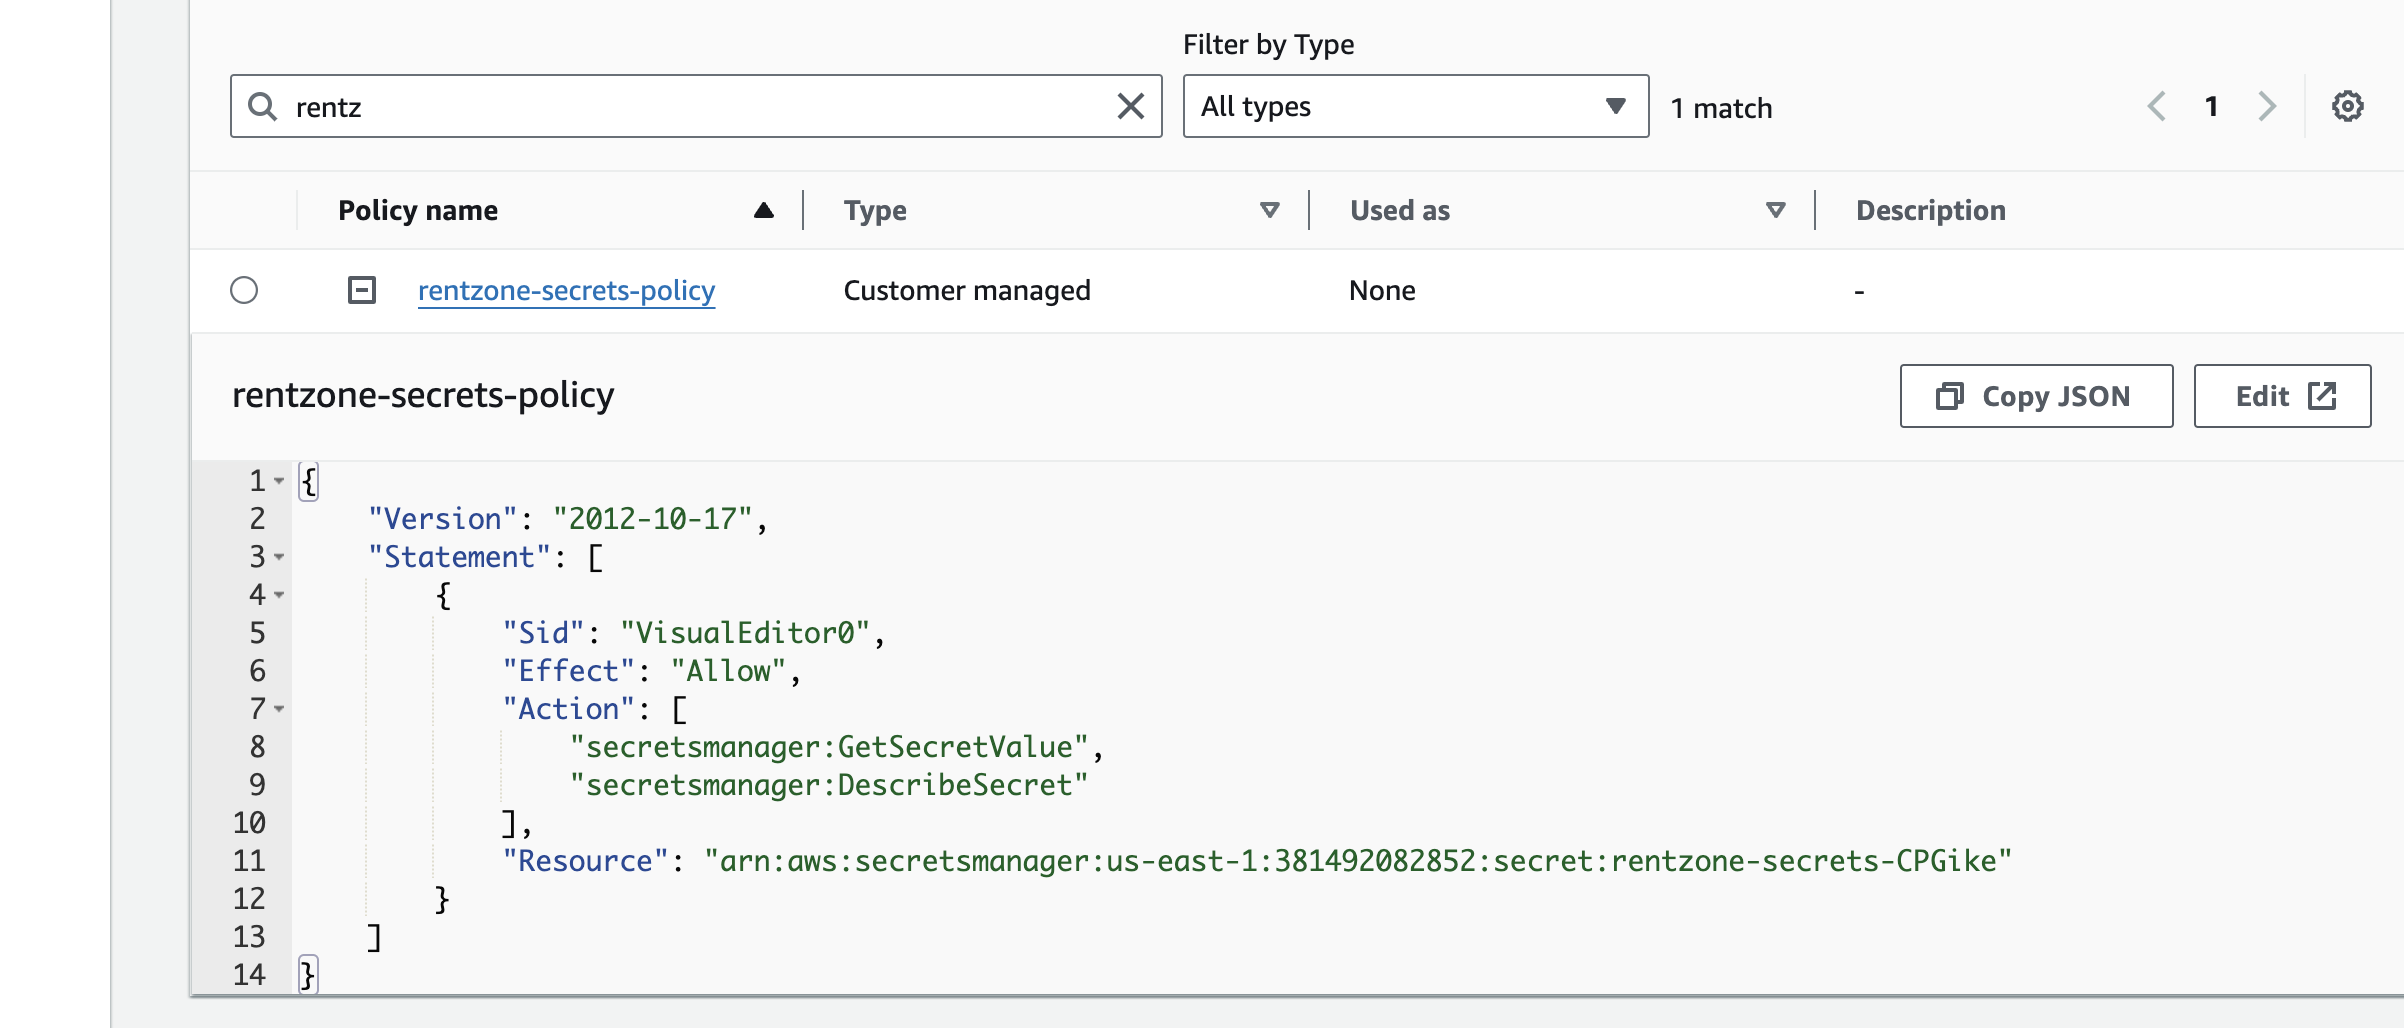 Filter by Type
rentz
All types
1 match
1
Policy name
Type
Used as
Description
rentzone-secrets-policy
Customer managed
None
-
rentzone-secrets-policy
Copy JSON
Edit
1 {
2     "Version": "2012-10-17",
3     "Statement": [
4         {
5             "Sid": "VisualEditor0",
6             "Effect": "Allow",
7             "Action": [
8                 "secretsmanager:GetSecretValue",
9                 "secretsmanager:DescribeSecret"
10             ],
11             "Resource": "arn:aws:secretsmanager:us-east-1:381492082852:secret:rentzone-secrets-CPGike"
12         }
13     ]
14 }